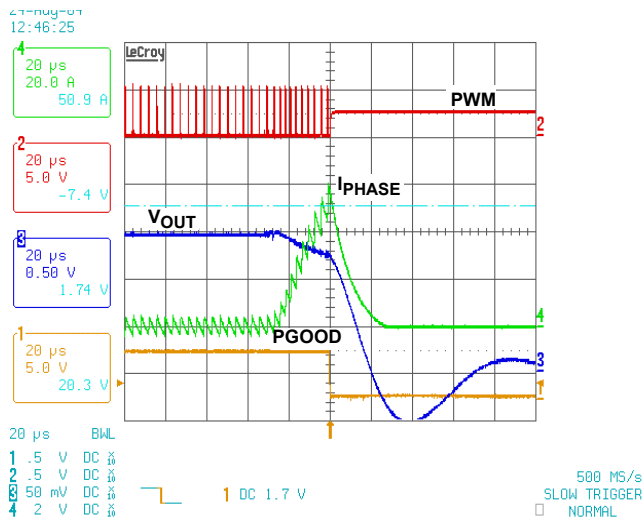 24-Aug-04
12:46:25
4
20 µs
20.0 A
50.9 A
2
20 µs
5.0 V
-7.4 V
3
20 µs
0.50 V
1.74 V
1
20 µs
5.0 V
20.3 V
LeCroy
PWM
2
IPHASE
VOUT
4
PGOOD
3
1
20 µs BWL
1 .5 V DC X10
2 .5 V DC X10
3 50 mV DC X10
4 2 V DC X10
1 DC 1.7 V
500 MS/s
SLOW TRIGGER
NORMAL